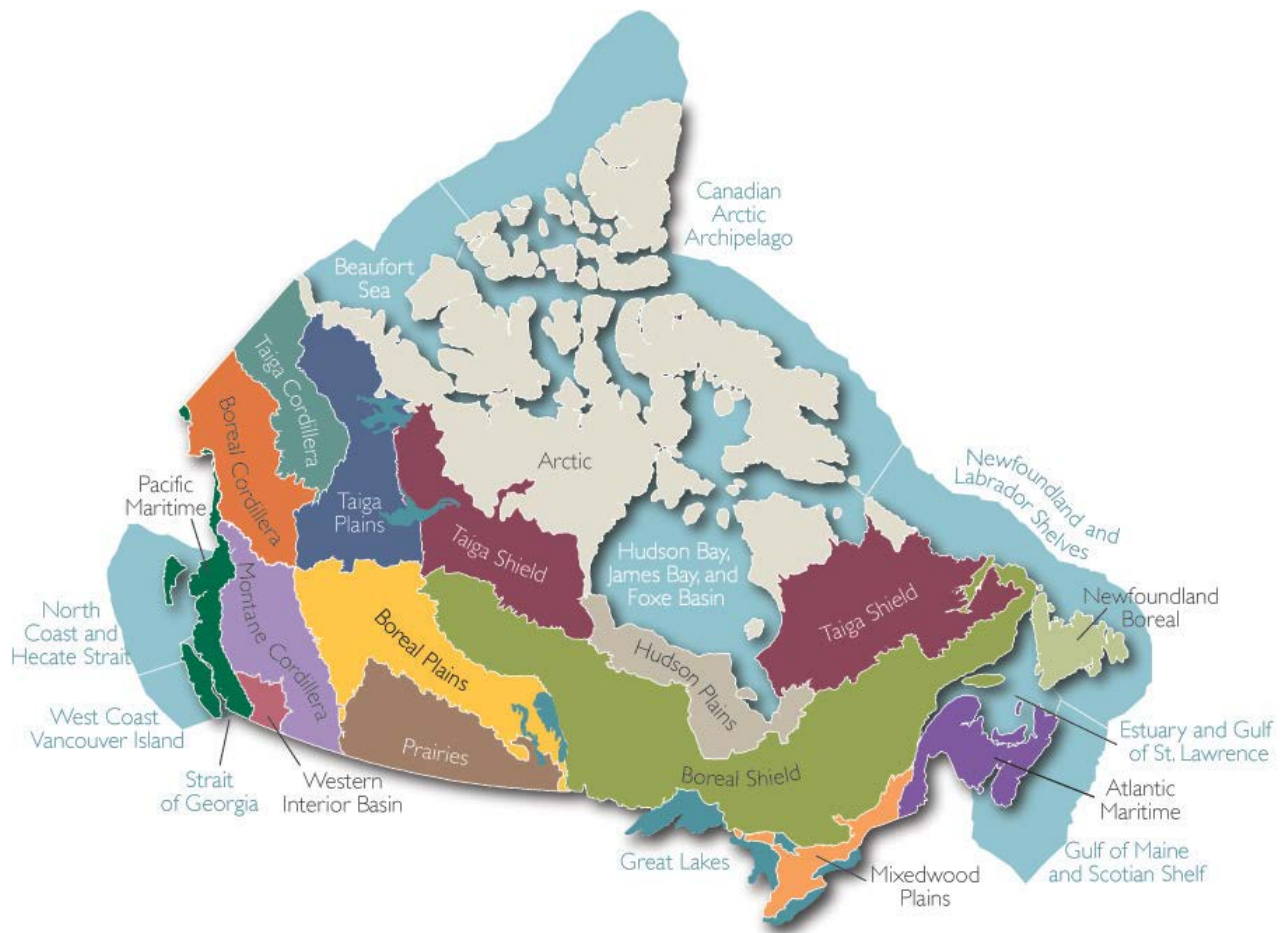 Canadian
Arctic
Archipelago
Beaufort
Sea
Taiga Cordillera
Boreal Cordillera
Pacific
Maritime
Taiga
Plains
Arctic
Newfoundland and
Labrador Shelves
Taiga Shield
Hudson Bay,
James Bay, and
Foxe Basin
Taiga Shield
Newfoundland
Boreal
North
Coast and
Hecate Strait
Montane Cordillera
Boreal Plains
Hudson Plains
West Coast
Vancouver Island
Prairies
Boreal Shield
Estuary and Gulf
of St. Lawrence
Strait
of Georgia
Western
Interior Basin
Atlantic
Maritime
Great Lakes
Mixedwood
Plains
Gulf of Maine
and Scotian Shelf